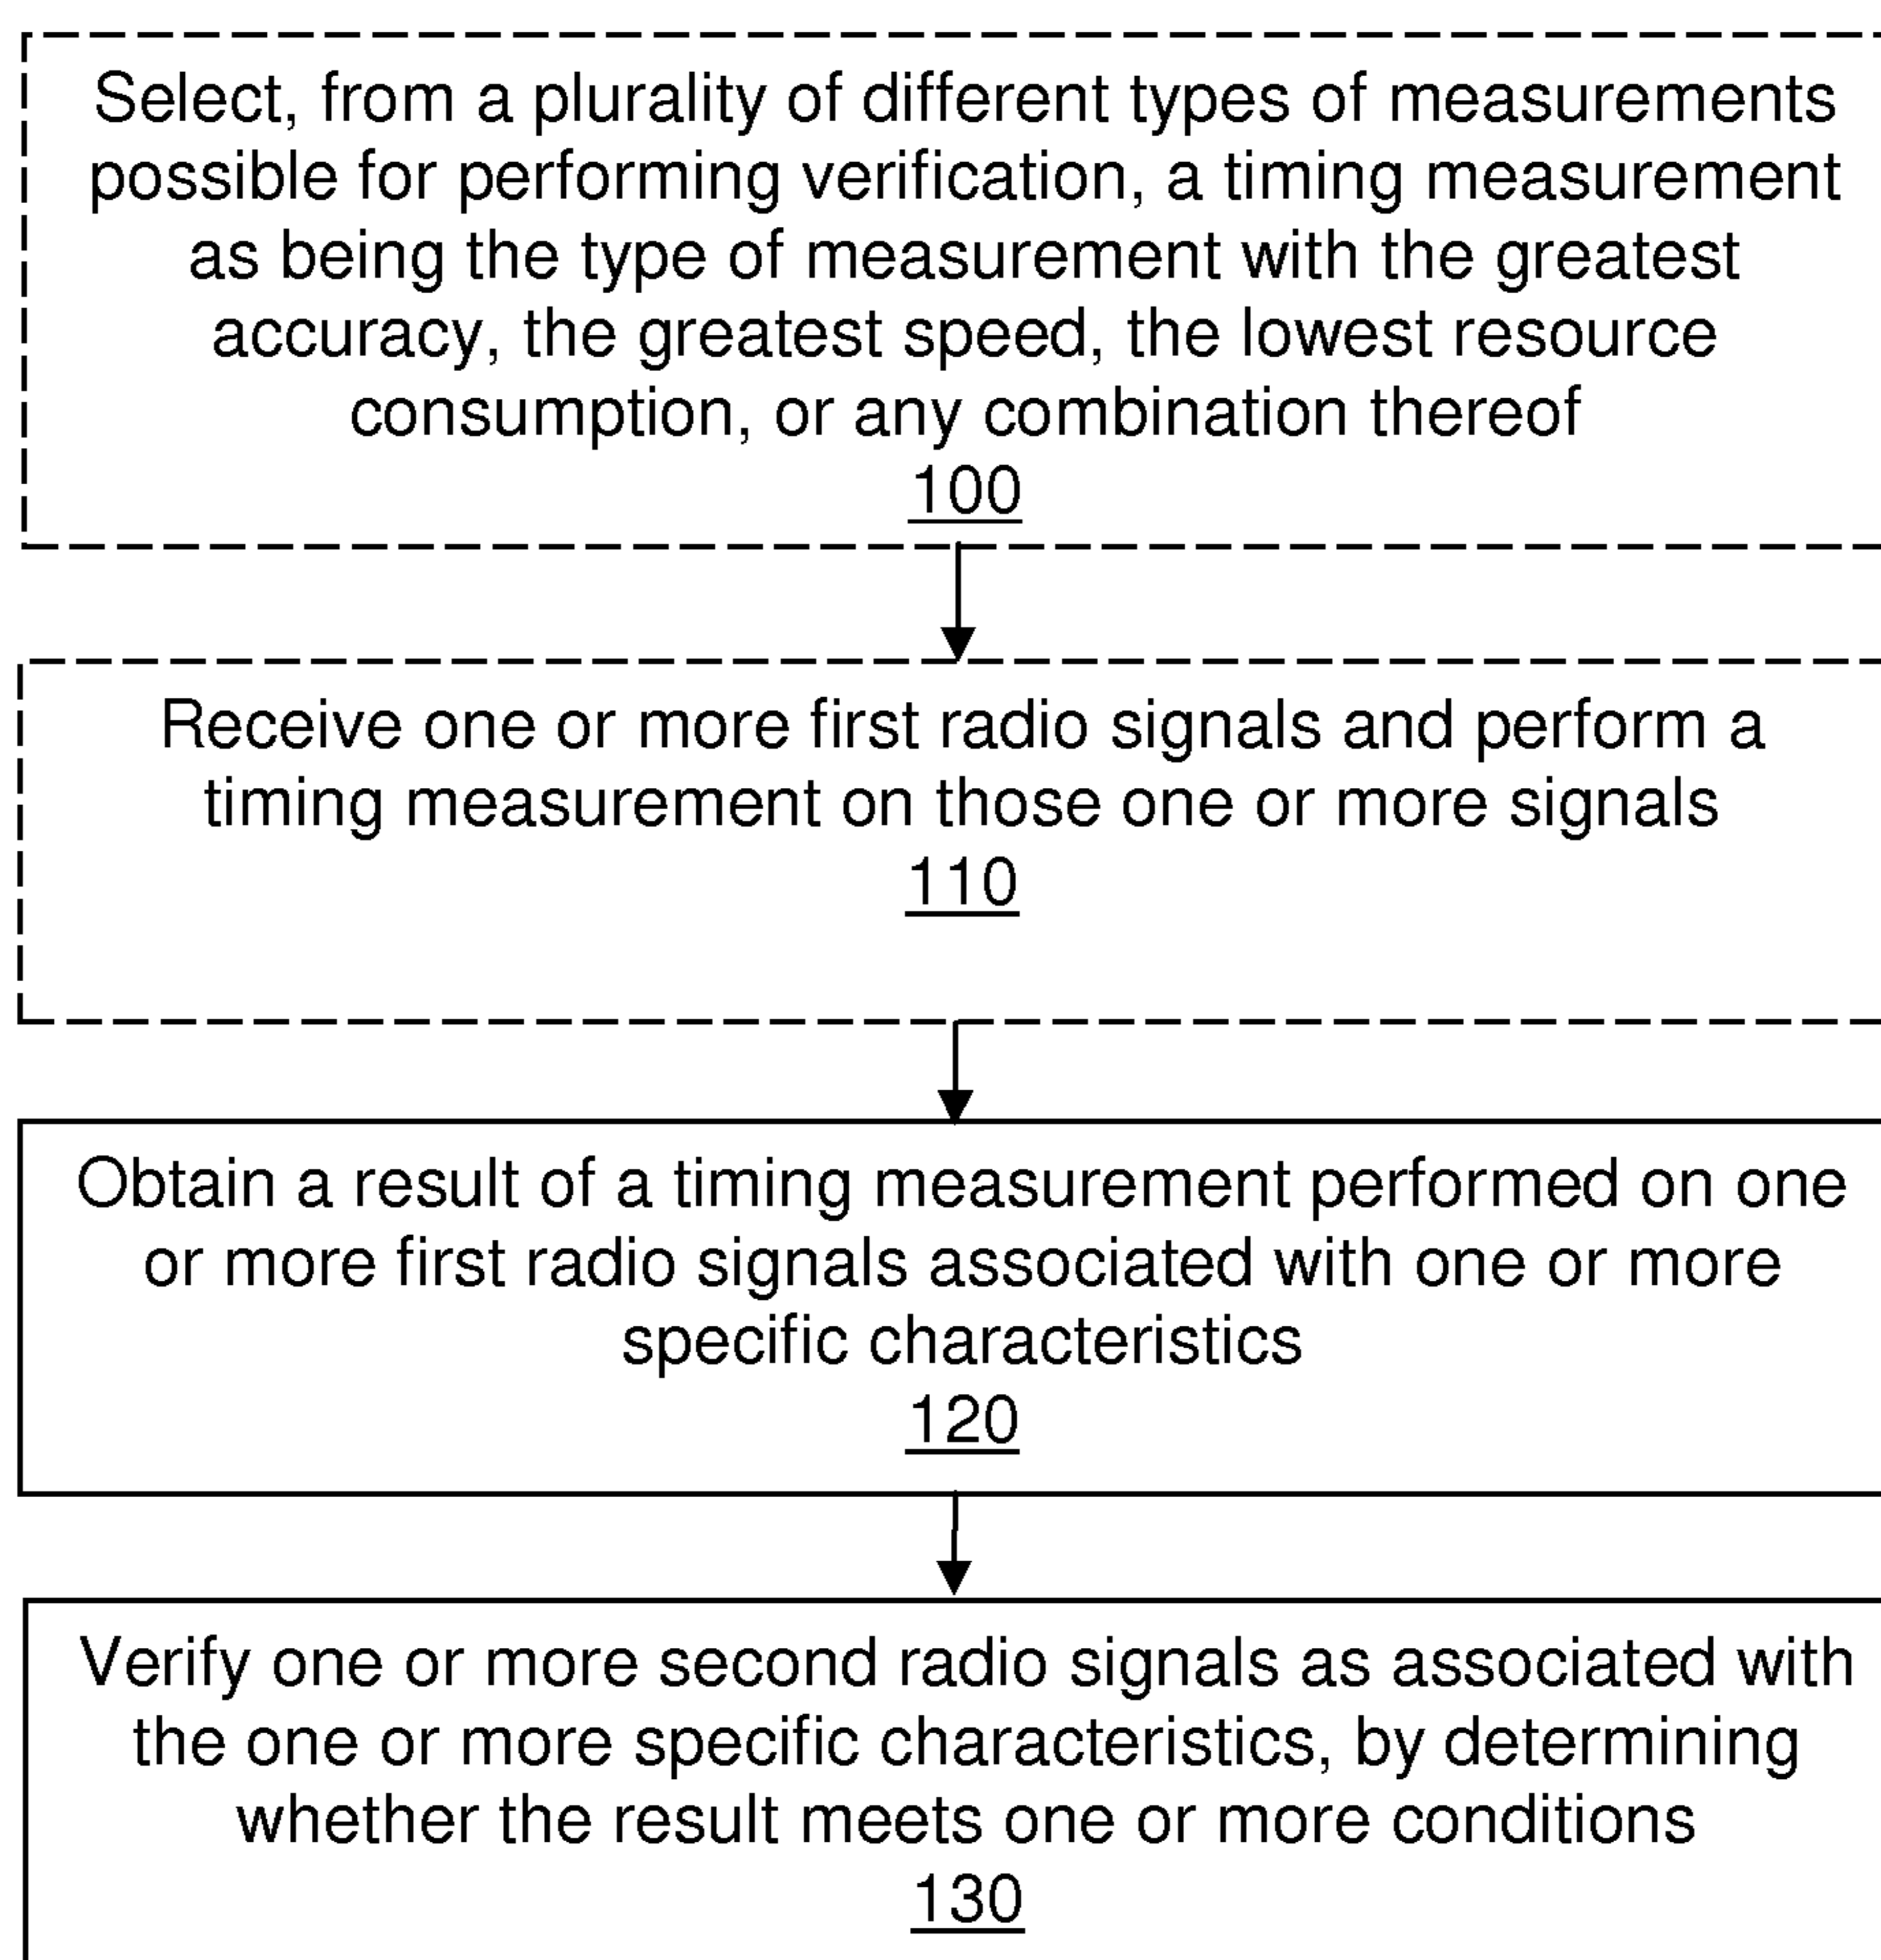 Select, from a plurality of different types of measurements
possible for performing verification, a timing measurement
as being the type of measurement with the greatest
accuracy, the greatest speed, the lowest resource
consumption, or any combination thereof
100
Receive one or more first radio signals and perform a
timing measurement on those one or more signals
110
Obtain a result of a timing measurement performed on one
or more first radio signals associated with one or more
specific characteristics
120
Verify one or more second radio signals as associated with
the one or more specific characteristics, by determining
whether the result meets one or more conditions
130